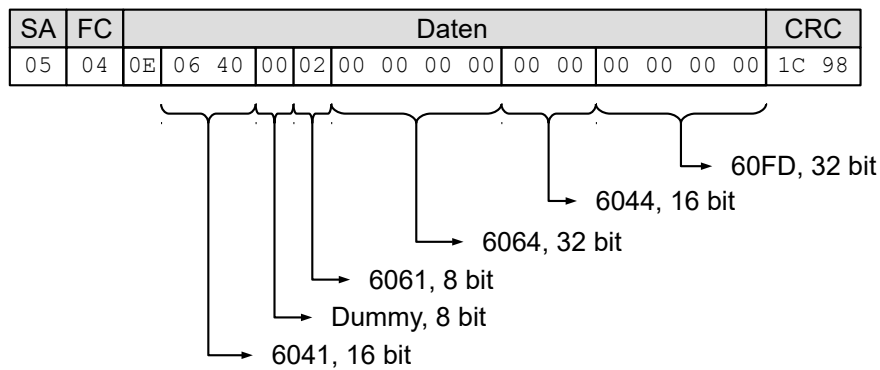 SA FC Daten CRC
05 04 0E 06 40 00 02 00 00 00 00 00 00 00 00 00 00 1C 98
60FD, 32 bit
6044, 16 bit
6064, 32 bit
6061, 8 bit
Dummy, 8 bit
6041, 16 bit